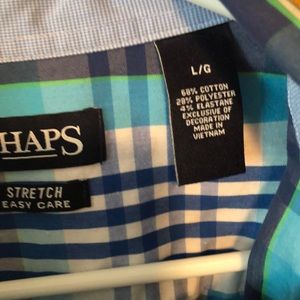 HAPS
STRETCH
EASY CARE
L/G
68% COTTON
28% POLYESTER
4% ELASTANE
EXCLUSIVE OF
DECORATION
MADE IN
VIETNAM